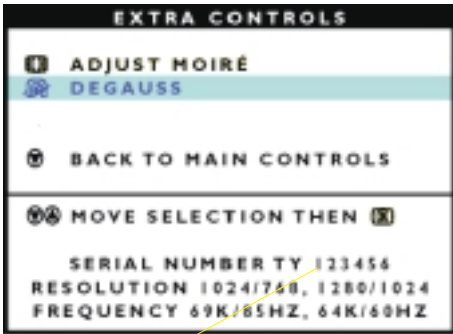 EXTRA CONTROLS
ADJUST MOIRÉ
DEGAUSS
BACK TO MAIN CONTROLS
MOVE SELECTION THEN
SERIAL NUMBER TY 123456
RESOLUTION 1024/768, 1280/1024
FREQUENCY 69K/85HZ, 64K/60HZ